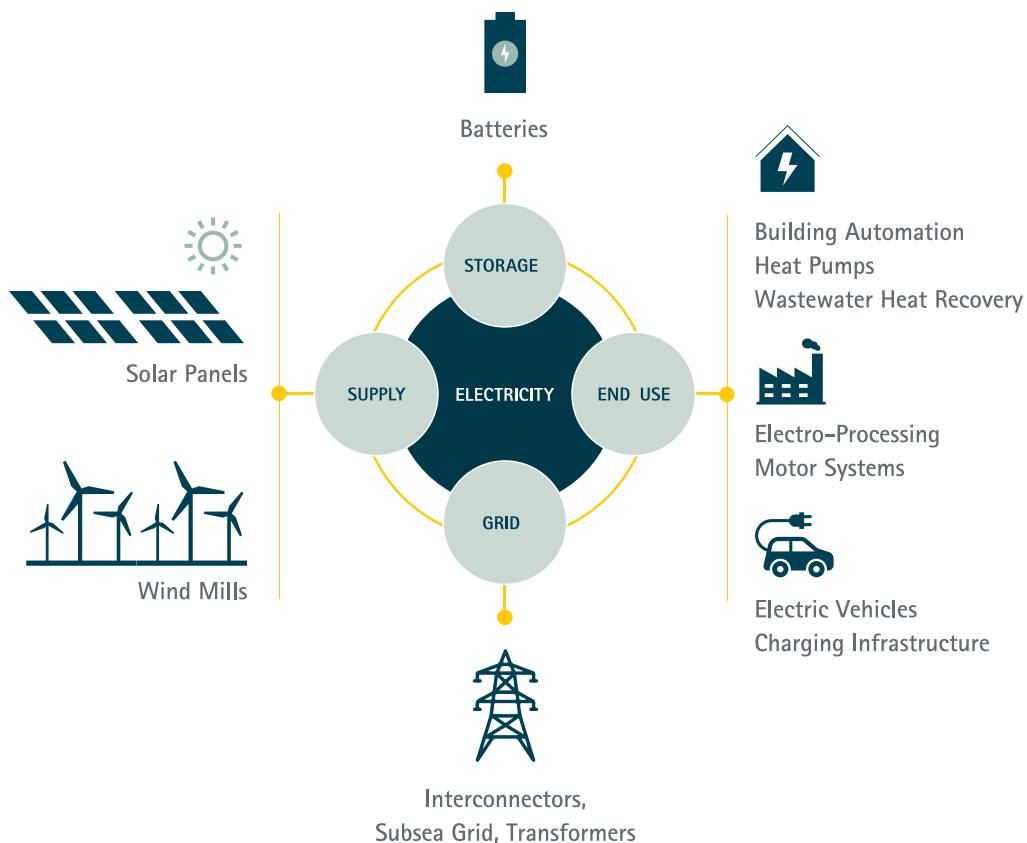 Batteries
STORAGE
SUPPLY
ELECTRICITY
END USE
GRID
Solar Panels
Wind Mills
Building Automation
Heat Pumps
Wastewater Heat Recovery
Electro-Processing
Motor Systems
Electric Vehicles
Charging Infrastructure
Interconnectors,
Subsea Grid, Transformers